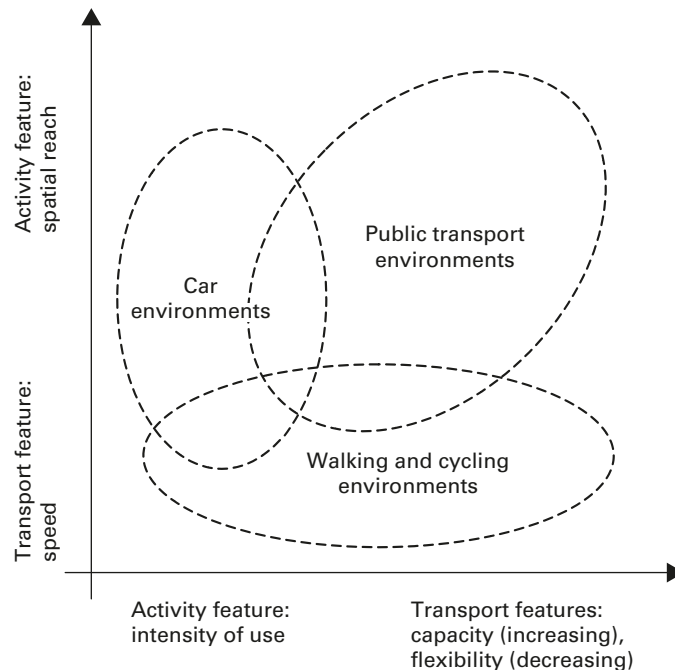 Activity feature:
spatial reach
Transport feature:
speed
Car
environments
Public transport
environments
Walking and cycling
environments
Activity feature:
intensity of use
Transport features:
capacity (increasing),
flexibility (decreasing)